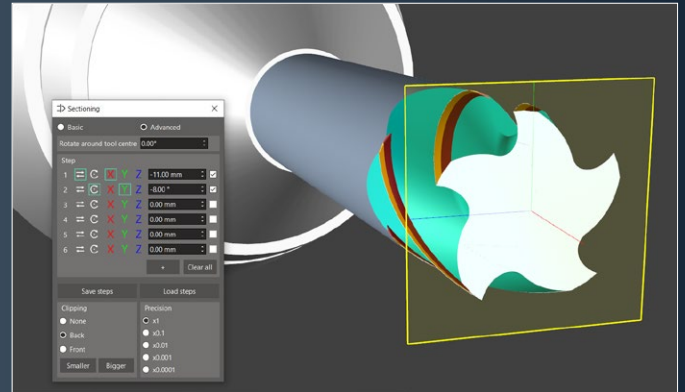 Sectioning
Basic Advanced
Rotate around tool centre 0.00°
Step
1 X Y Z -11.00 mm
2 X Y Z -8.00 °
3 X Y Z 0.00 mm
4 X Y Z 0.00 mm
5 X Y Z 0.00 mm
6 X Y Z 0.00 mm
+ Clear all
Save steps Load steps
Clipping Precision
None x1
Back x0.1
Front x0.01
x0.001
Smaller Bigger x0.0001